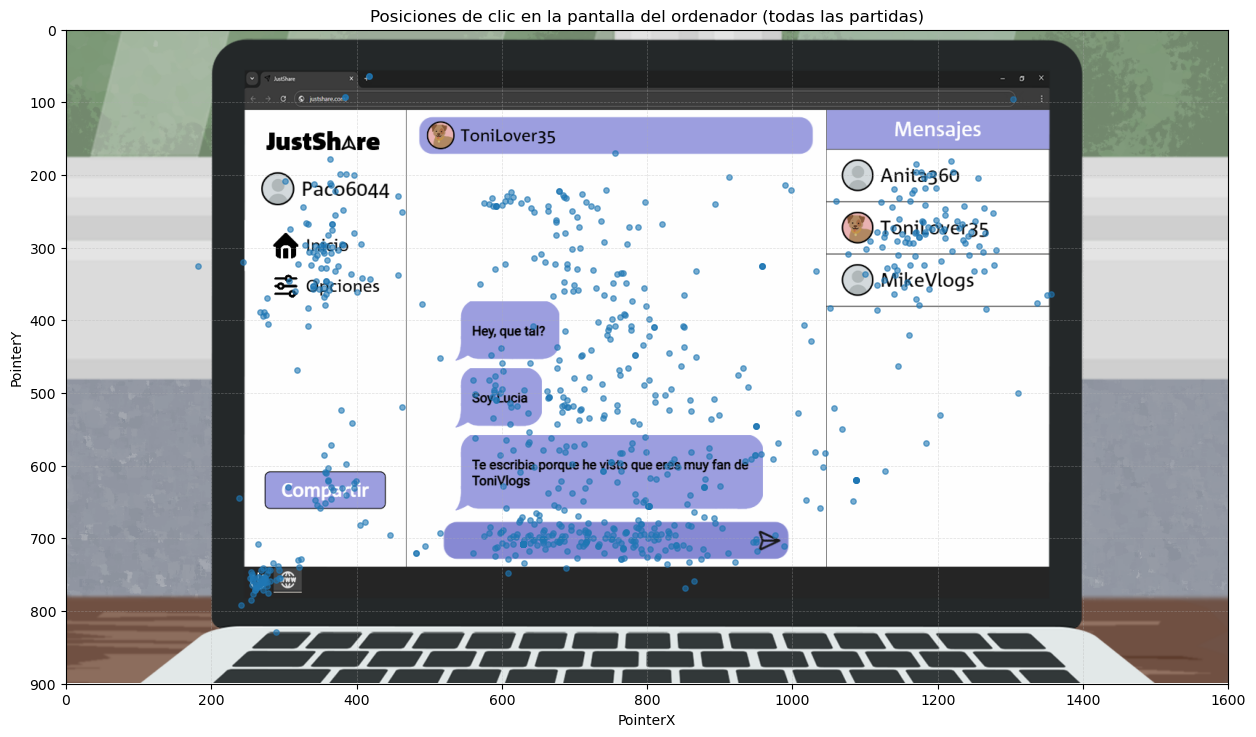 Posiciones de clic en la pantalla del ordenador (todas las partidas)
JustShare
justshare.com
JustShare
Paco6044
Inicio
Opciones
Compartir
ToniLover35
Hey, que tal?
Soy Lucia
Te escribia porque he visto que eres muy fan de
ToniVlogs
Mensajes
Anita360
ToniLover35
MikeVlogs
WWW
PointerY
0
100
200
300
400
500
600
700
800
900
0
200
400
600
800
1000
1200
1400
1600
PointerX